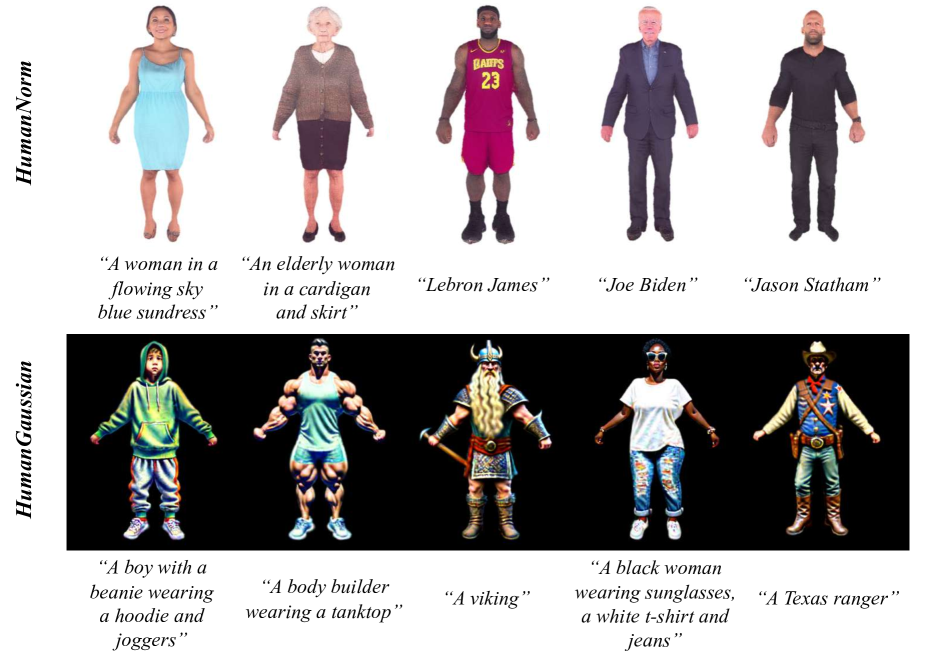 HumanNorm
23
“A woman in a
flowing sky
blue sundress”
“An elderly woman
in a cardigan
and skirt”
“Lebron James”
“Joe Biden”
“Jason Statham”
HumanGaussian
“A boy with a
beanie wearing
a hoodie and
joggers”
“A body builder
wearing a tanktop”
“A viking”
“A black woman
wearing sunglasses,
a white t-shirt and
jeans”
“A Texas ranger”